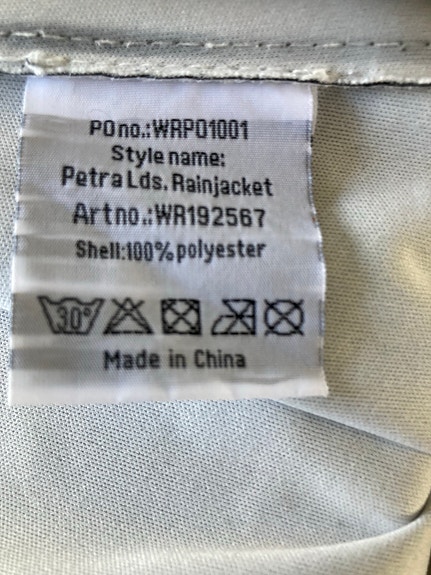 PO no.:WRP01001
Style name:
Petra Lds. Rainjacket
Art no.:WR192567
Shell:100% polyester
30°
Made in China